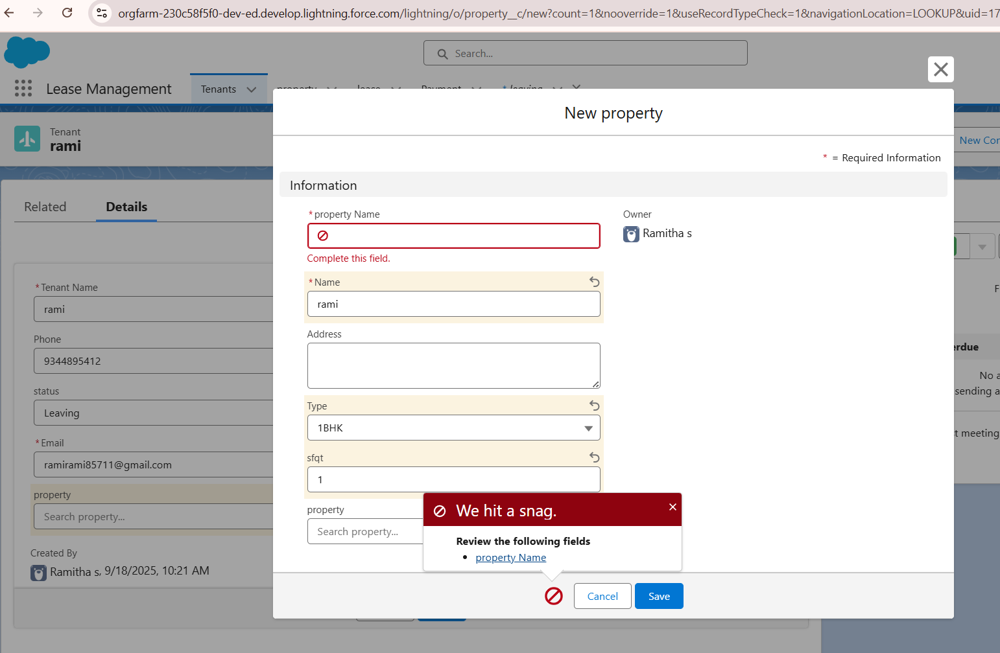 orgfarm-230c58f5f0-dev-ed.develop.lightning.force.com/lightning/o/property__c/new?count=1&nooverride=1&useRecordTypeCheck=1&navigationLocation=LOOKUP&uid=17
Search...
Lease Management
Tenants
property
lease
Payment
* leaving
New property
Tenant
rami
New Cor
* = Required Information
Information
Related
Details
*property Name
Complete this field.
Owner
Ramitha s
*Name
rami
Address
Type
1BHK
sfqt
1
property
Search property...
*Tenant Name
rami
Phone
9344895412
status
Leaving
*Email
ramirami85711@gmail.com
property
Search property...
Created By
Ramitha s, 9/18/2025, 10:21 AM
F
erdue
No a
sending a
t meeting
We hit a snag.
Review the following fields
• property Name
Cancel
Save